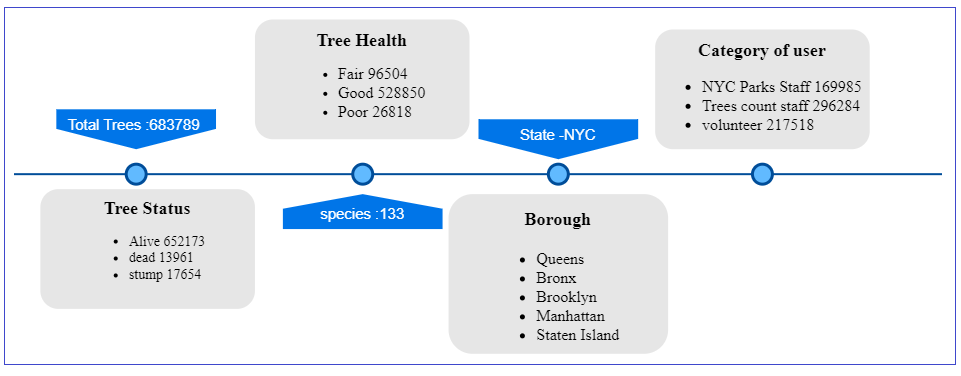 Total Trees :683789
Tree Status
Alive 652173
dead 13961
stump 17654
Tree Health
Fair 96504
Good 528850
Poor 26818
species :133
State -NYC
Borough
Queens
Bronx
Brooklyn
Manhattan
Staten Island
Category of user
NYC Parks Staff 169985
Trees count staff 296284
volunteer 217518